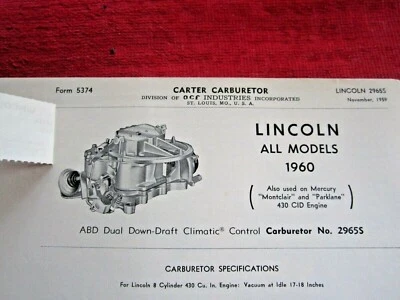 Form 5374
CARTER CARBURETOR
LINCOLN 2965S
DIVISION OF acf INDUSTRIES INCORPORATED
November, 1959
ST. LOUIS, MO., U. S. A.
LINCOLN
ALL MODELS
1960
(Also used on Mercury
"Montclair" and "Parklane"
430 CID Engine)
ABD Dual Down-Draft Climatic® Control Carburetor No. 2965S
CARBURETOR SPECIFICATIONS
For Lincoln 8 Cylinder 430 Cu. In. Engine: Vacuum at Idle 17-18 Inches